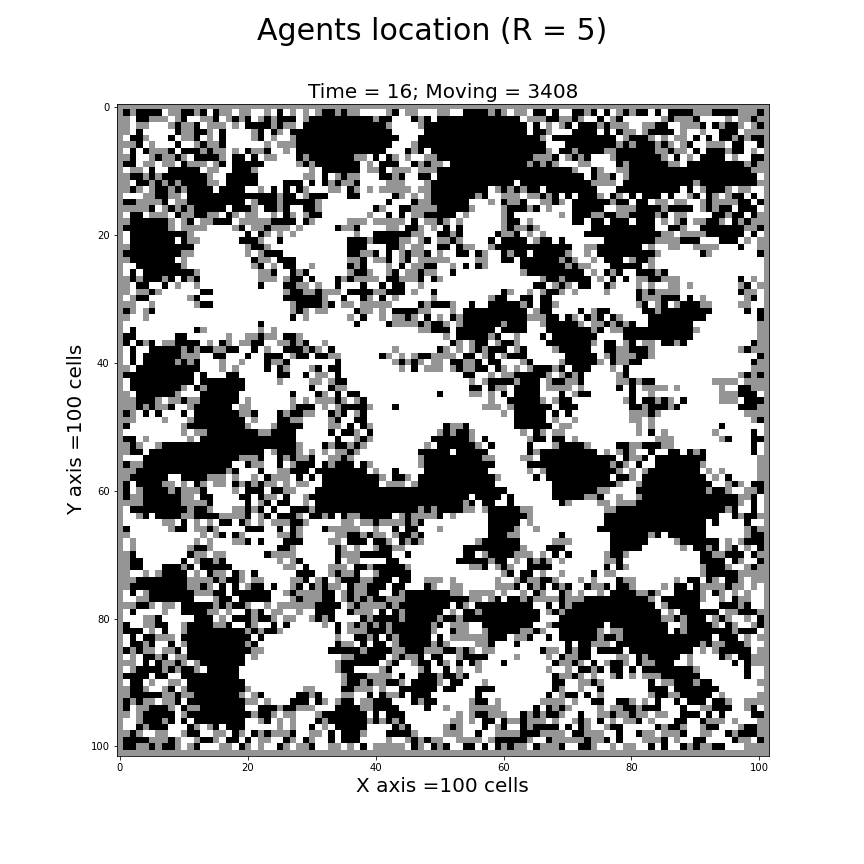 Agents location (R = 5)
Time = 16; Moving = 3408
0
20
40
60
80
100
Y axis =100 cells
0 20 40 60 80 100
X axis =100 cells